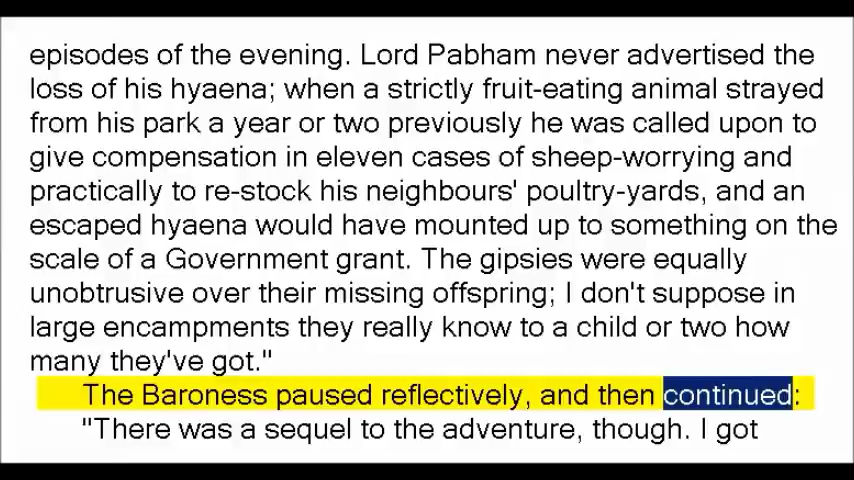 episodes of the evening. Lord Pabham never advertised the
loss of his hyaena; when a strictly fruit-eating animal strayed
from his park a year or two previously he was called upon to
give compensation in eleven cases of sheep-worrying and
practically to re-stock his neighbours' poultry-yards, and an
escaped hyaena would have mounted up to something on the
scale of a Government grant. The gipsies were equally
unobtrusive over their missing offspring; I don't suppose in
large encampments they really know to a child or two how
many they've got."
The Baroness paused reflectively, and then continued:
"There was a sequel to the adventure, though. I got